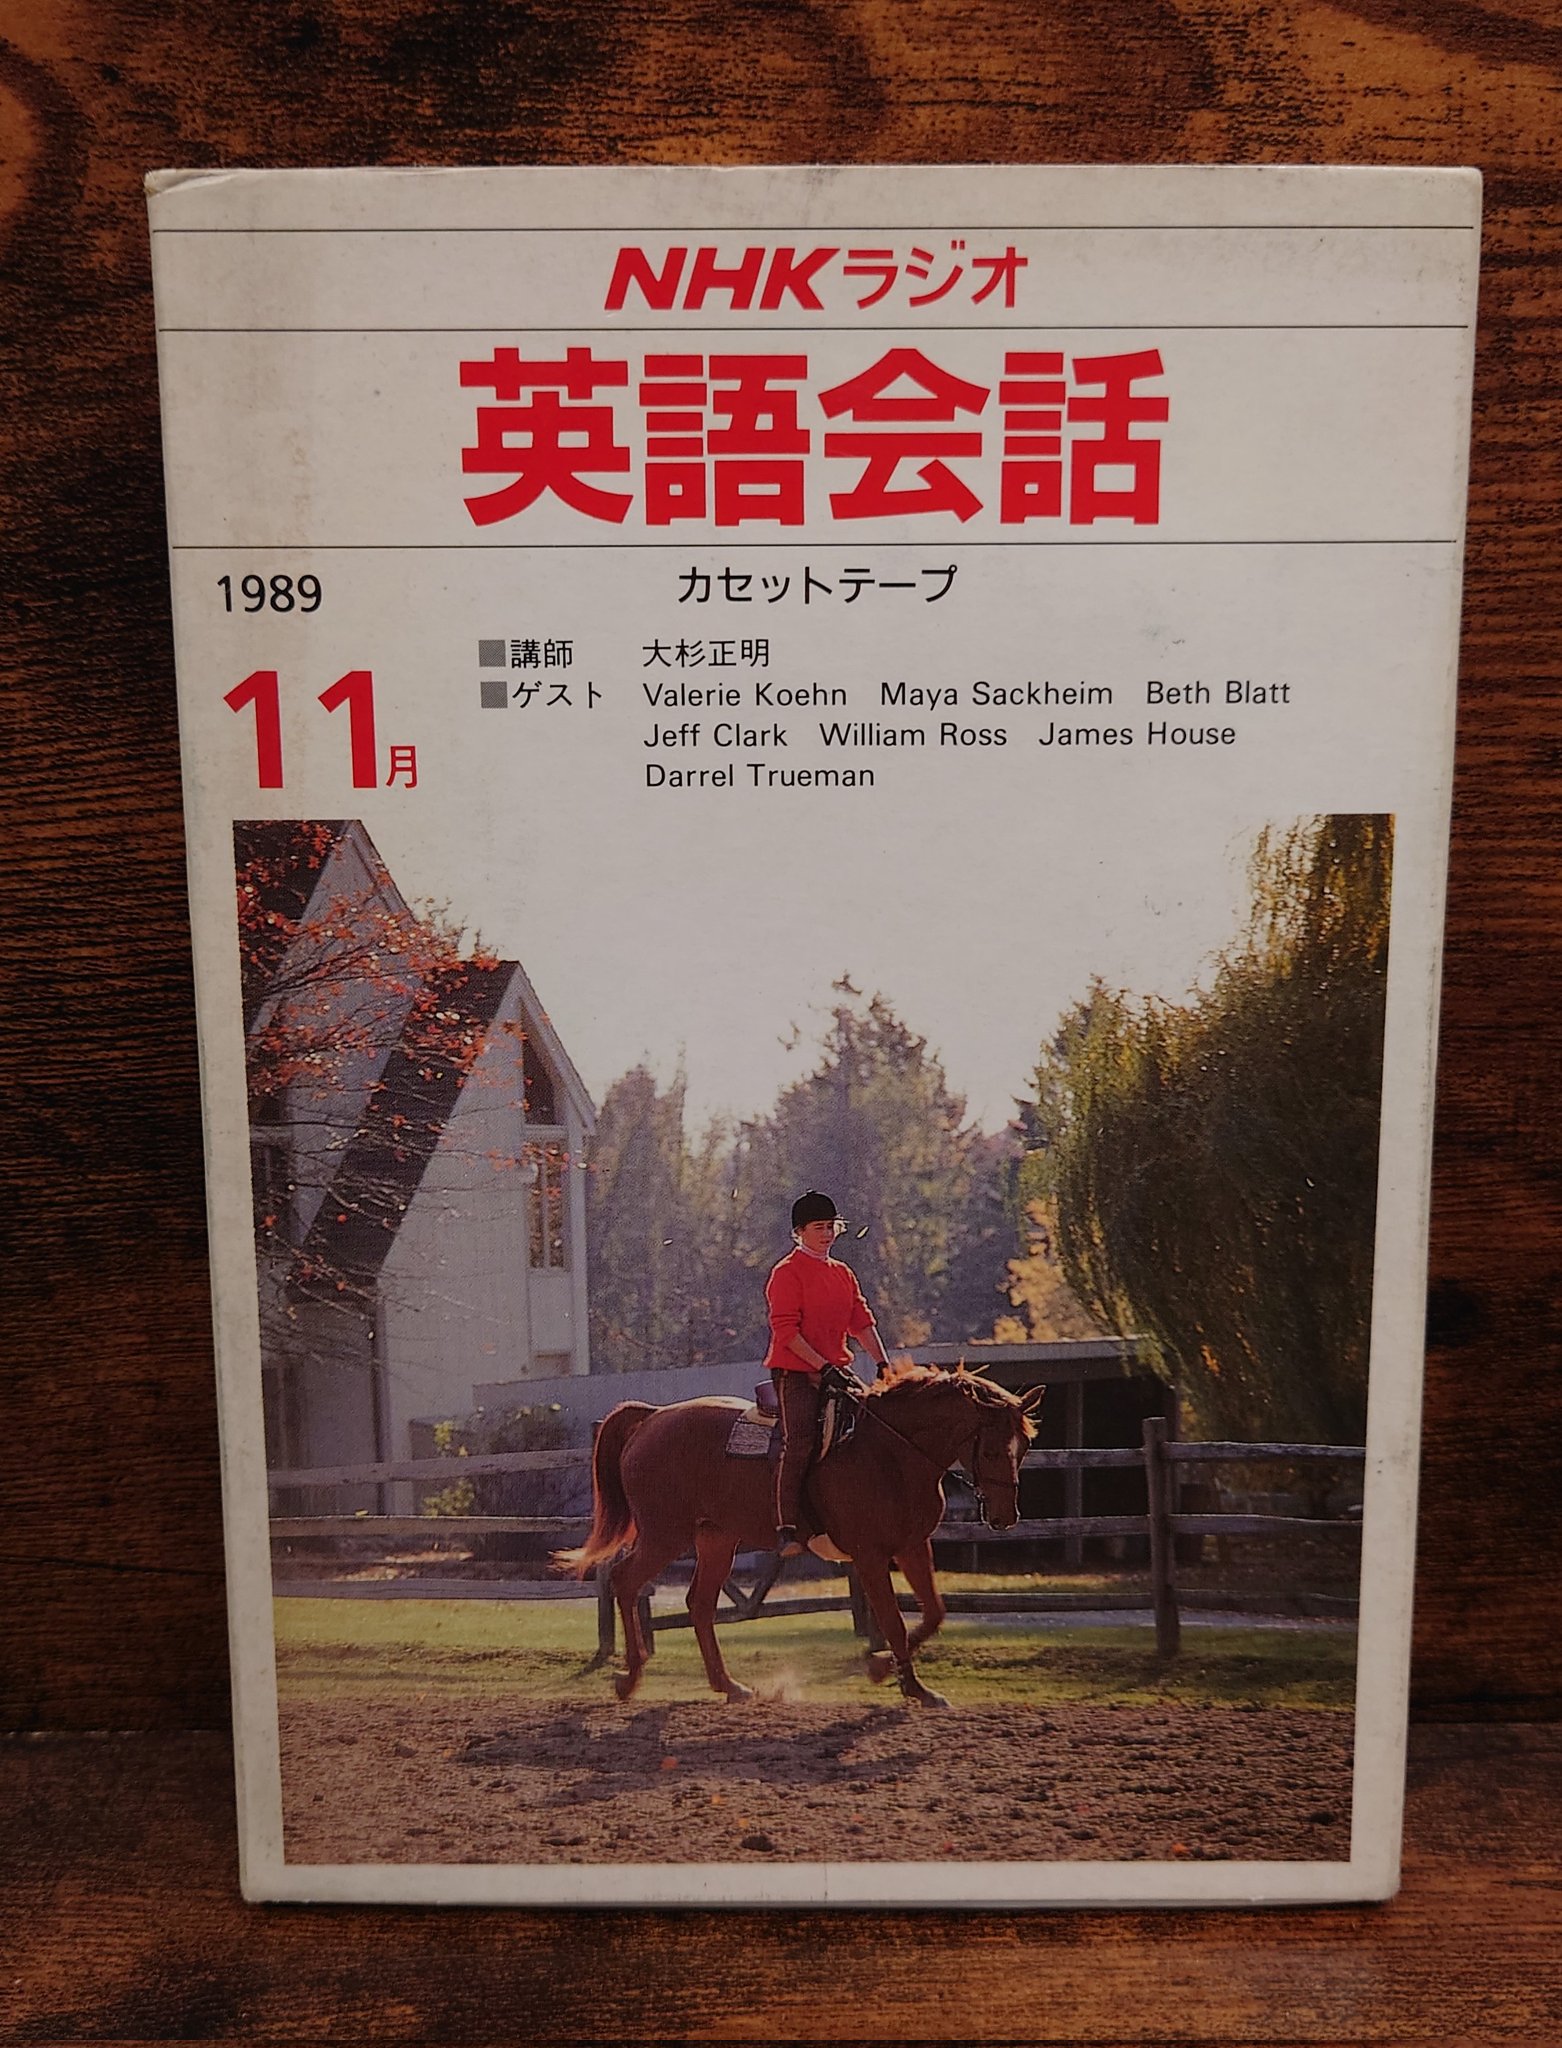 NHKラジオ
英語会話
1989
カセットテープ
11月
■講師 大杉正明
■ゲスト Valerie Koehn Maya Sackheim Beth Blatt
Jeff Clark William Ross James House
Darrel Trueman